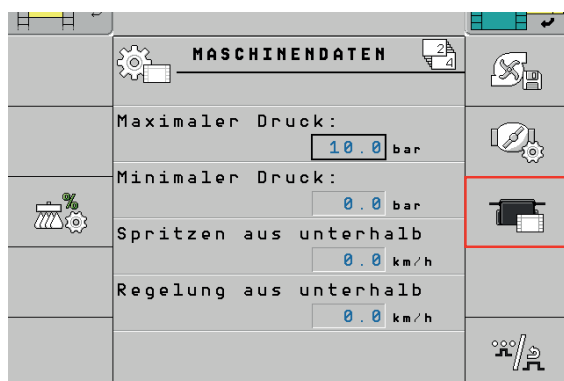 MASCHINENDATEN
2
4
Maximaler Druck:
10.0 bar
Minimaler Druck:
0.0 bar
%
Spritzen aus unterhalb
0.0 km/h
Regelung aus unterhalb
0.0 km/h